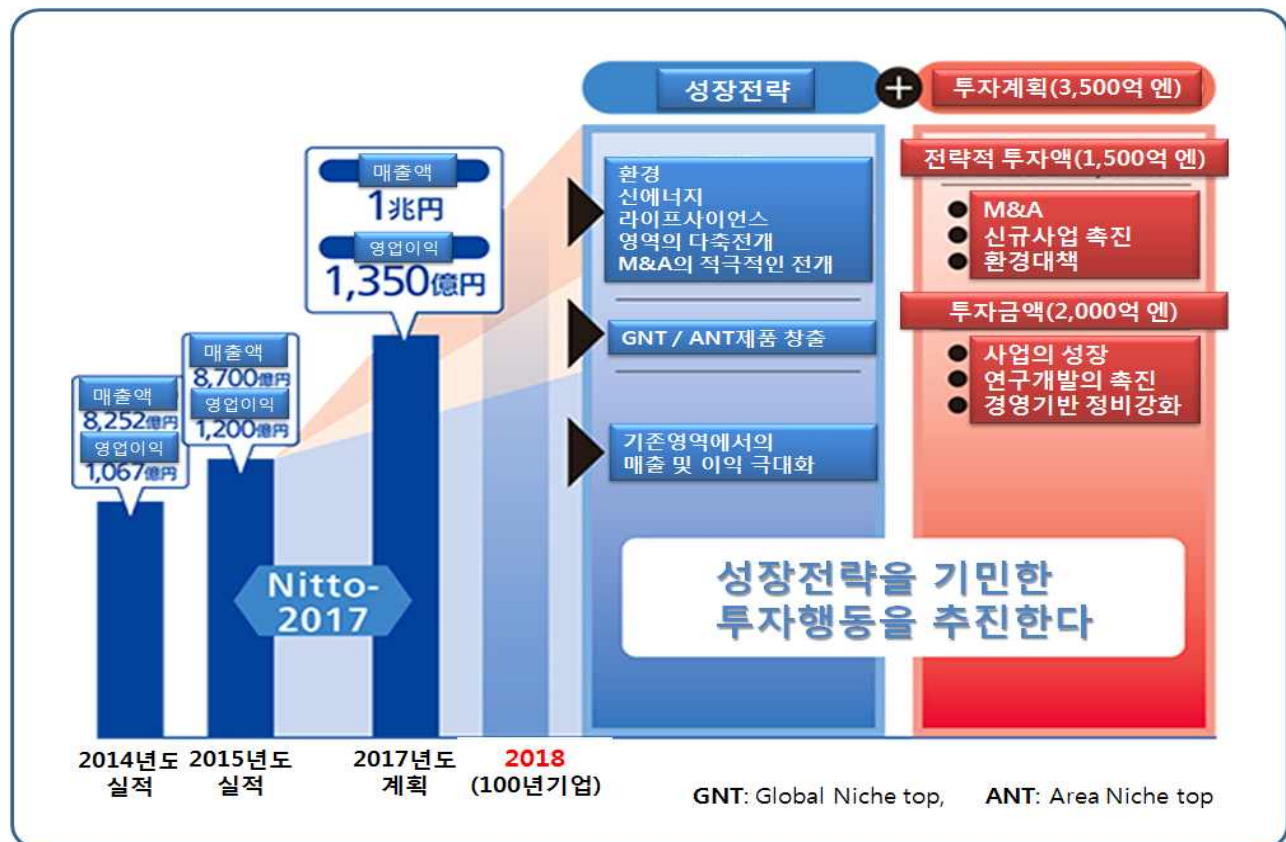 성장전략
투자계획(3,500억 엔)
매출액
8,252億円
영업이익
1,067億円
매출액
8,700億円
영업이익
1,200億円
매출액
1兆円
영업이익
1,350億円
Nitto-
2017
환경
신에너지
라이프사이언스
영역의 다축전개
M&A의 적극적인 전개
GNT / ANT제품 창출
기존영역에서의
매출 및 이익 극대화
전략적 투자액(1,500억 엔)
M&A
신규사업 촉진
환경대책
투자금액(2,000억 엔)
사업의 성장
연구개발의 촉진
경영기반 정비강화
성장전략을 기민한
투자행동을 추진한다
2014년도
실적
2015년도
실적
2017년도
계획
2018
(100년기업)
GNT: Global Niche top, ANT: Area Niche top